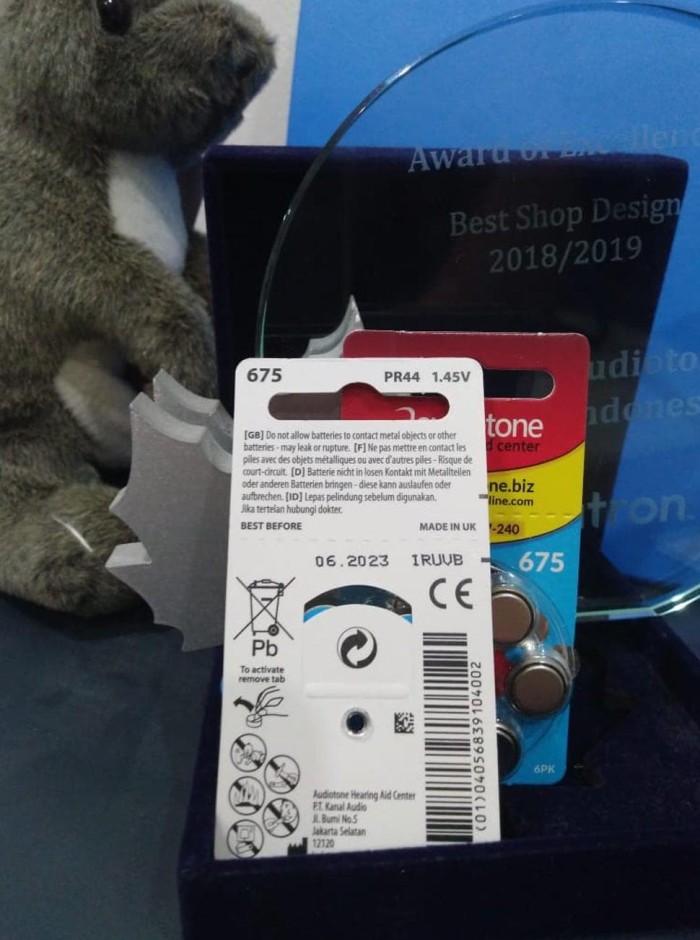 Award of Excellenc
Best Shop Design
2018/2019
udioto
ndones
tron
675 PR44 1.45V
[GB] Do not allow batteries to contact metal objects or other
batteries - may leak or rupture. [F] Ne pas mettre en contact les
piles avec des objets métalliques ou avec d'autres piles - Risque de
court-circuit. [D] Batterie nicht in losen Kontakt mit Metallteilen
oder anderen Batterien bringen - diese kann auslaufen oder
aufbrechen. [ID] Lepas pelindung sebelum digunakan.
Jika tertelan hubungi dokter.
BEST BEFORE MADE IN UK
06.2023 IRUVB
CE
Pb
To activate
remove tab
(01)04056839104002
Audiotone Hearing Aid Center
P.T. Kanal Audio
Jl. Bumi No.5
Jakarta Selatan
12120
tone
d center
ne.biz
line.com
-240
675
6PK